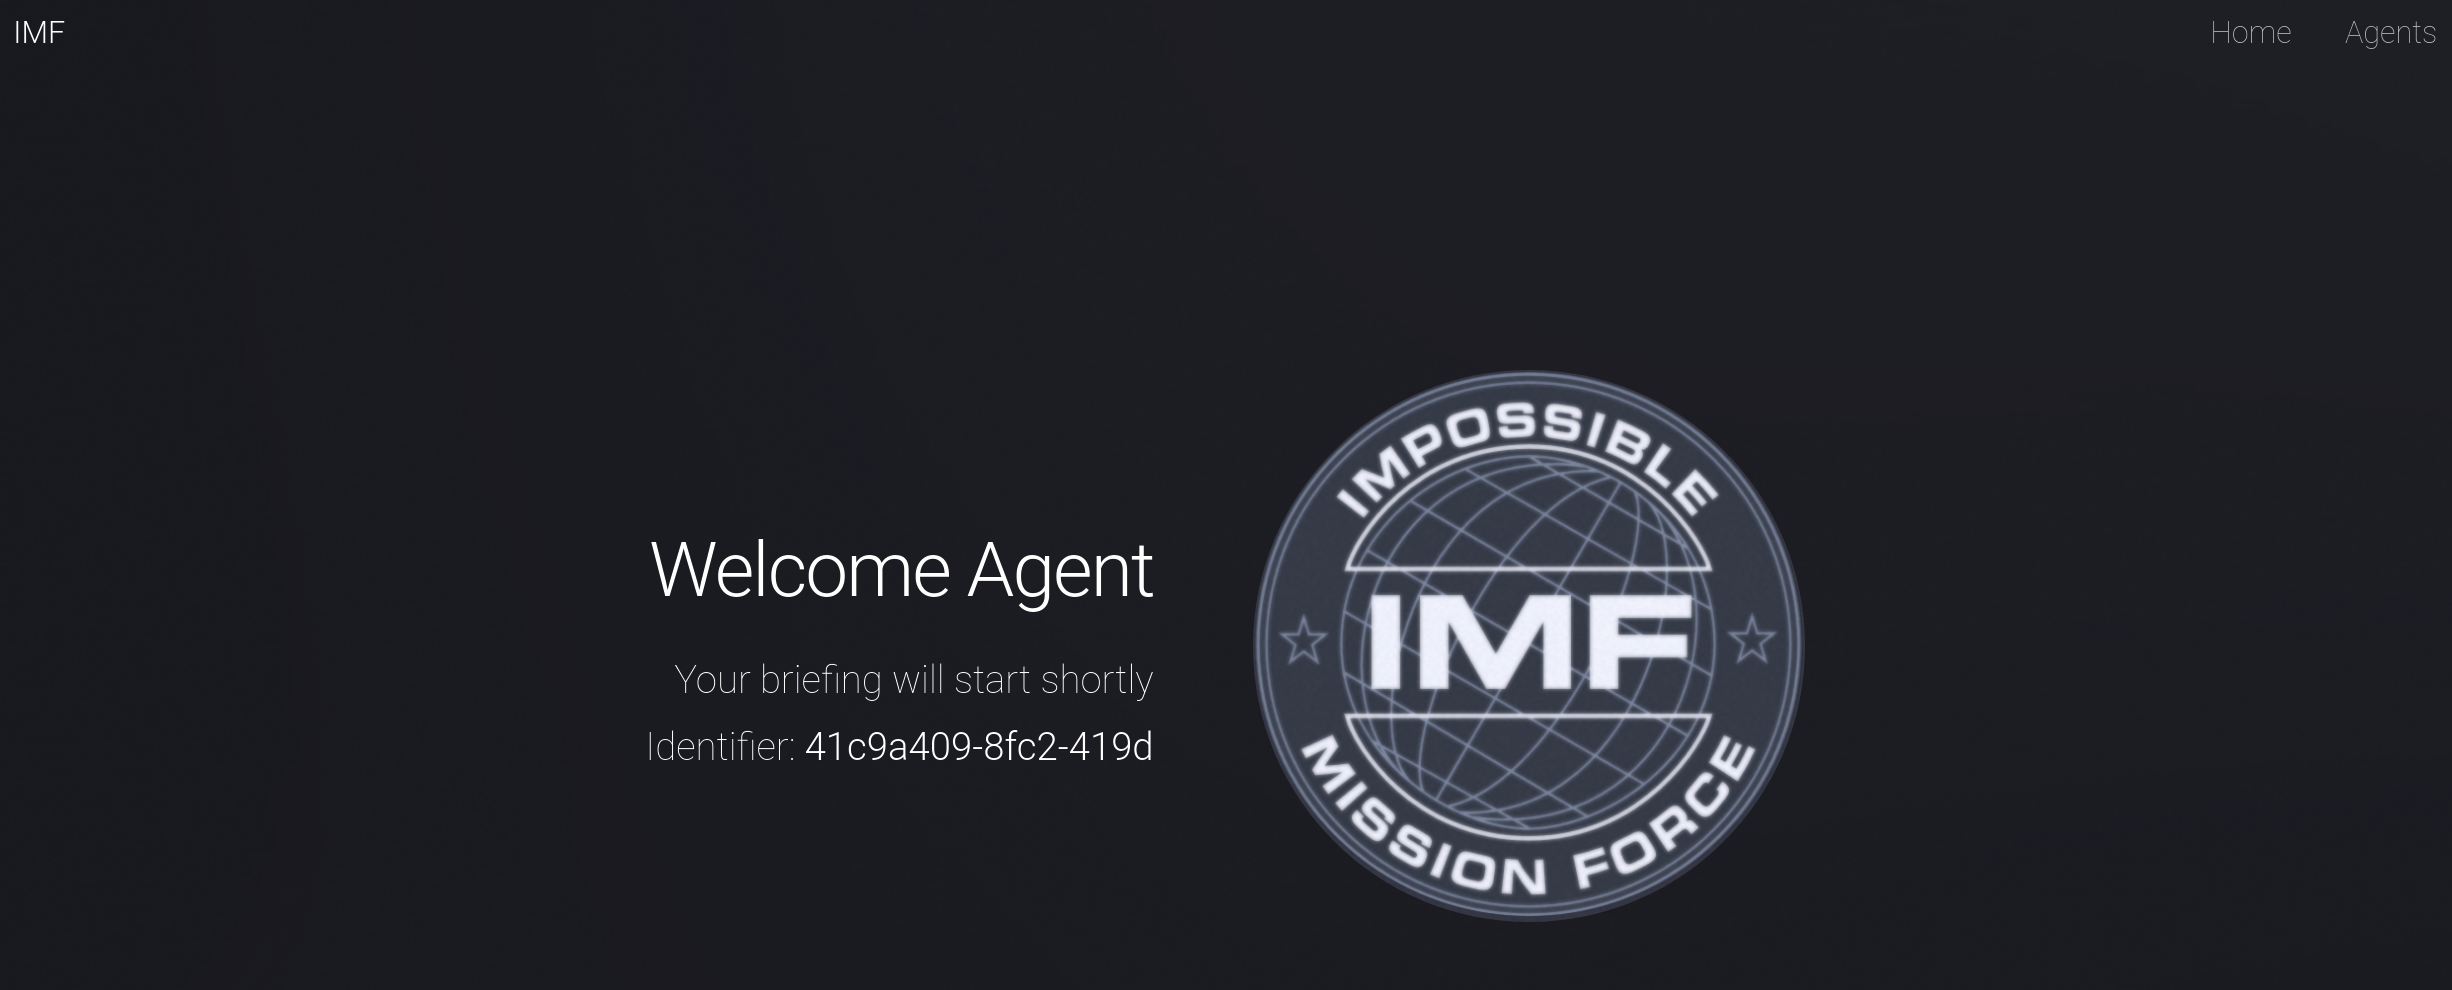 IMF
Home
Agents
Welcome Agent
Your briefing will start shortly
Identifier: 41c9a409-8fc2-419d
IMPOSSIBLE
IMF
MISSION FORCE